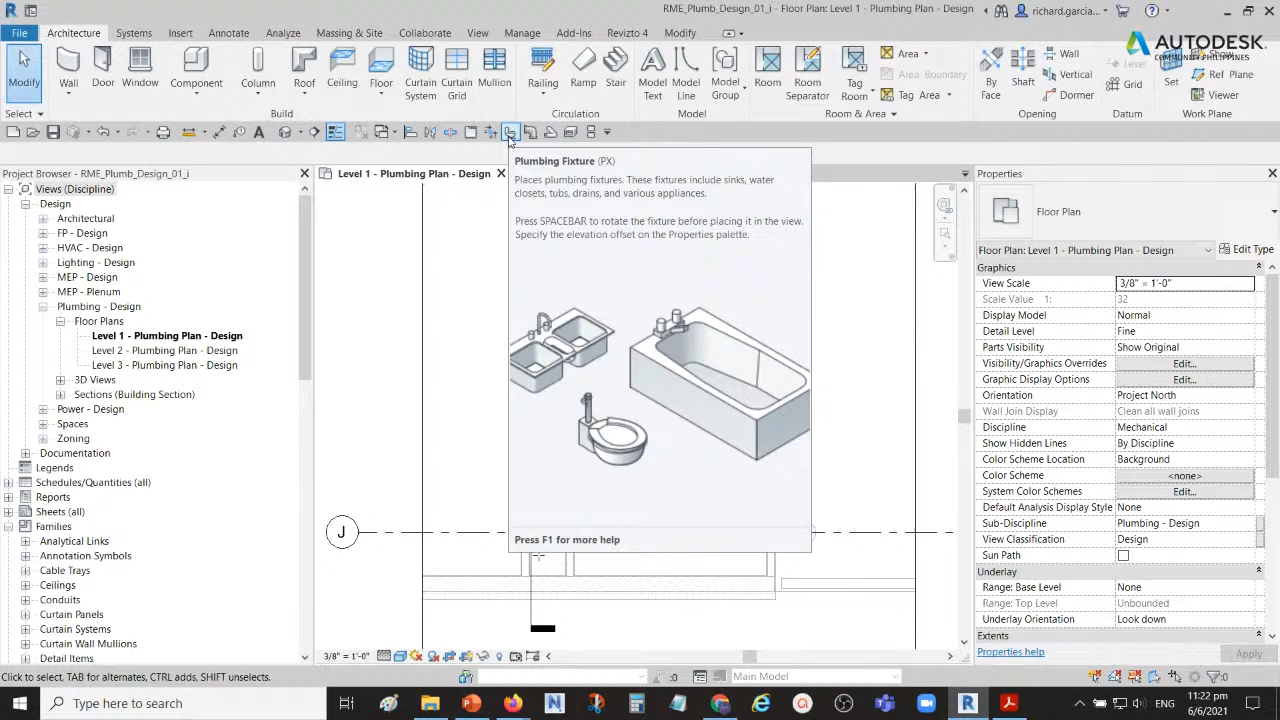 RME_Plumb_Design_01_i - Floor Plan: Level 1 - Plumbing Plan - Design
richard.garcia...
File
Architecture
Systems
Insert
Annotate
Analyze
Massing & Site
Collaborate
View
Manage
Add-Ins
Revizto 4
Modify
AUTODESK
COMMUNITY PHILIPPINES
Modify
Wall
Door
Window
Component
Column
Roof
Ceiling
Floor
Curtain System
Curtain Grid
Mullion
Railing
Ramp
Stair
Model Text
Model Line
Model Group
Room
Room Separator
Tag Room
Area
Area Boundary
Tag Area
By Face
Shaft
Wall
Vertical
Dormer
Level
Grid
Set
Show
Ref Plane
Viewer
Select
Build
Circulation
Model
Room & Area
Opening
Datum
Work Plane
Project Browser - RME_Plumb_Design_01_i
Views (Discipline)
Design
Architectural
FP - Design
HVAC - Design
Lighting - Design
MEP - Design
MEP - Plenum
Plumbing - Design
Floor Plans
Level 1 - Plumbing Plan - Design
Level 2 - Plumbing Plan - Design
Level 3 - Plumbing Plan - Design
3D Views
Sections (Building Section)
Power - Design
Spaces
Zoning
Documentation
Legends
Schedules/Quantities (all)
Reports
Sheets (all)
Families
Analytical Links
Annotation Symbols
Cable Trays
Ceilings
Conduits
Curtain Panels
Curtain Systems
Curtain Wall Mullions
Detail Items
Level 1 - Plumbing Plan - Design
Plumbing Fixture (PX)
Places plumbing fixtures. These fixtures include sinks, water
closets, tubs, drains, and various appliances.
Press SPACEBAR to rotate the fixture before placing it in the view.
Specify the elevation offset on the Properties palette.
Press F1 for more help
J
3/8" = 1'-0"
Properties
Floor Plan
Floor Plan: Level 1 - Plumbing Plan - Design
Edit Type
Graphics
View Scale 3/8" = 1'-0"
Scale Value 1: 32
Display Model Normal
Detail Level Fine
Parts Visibility Show Original
Visibility/Graphics Overrides Edit...
Graphic Display Options Edit...
Orientation Project North
Wall Join Display Clean all wall joins
Discipline Mechanical
Show Hidden Lines By Discipline
Color Scheme Location Background
Color Scheme <none>
System Color Schemes Edit...
Default Analysis Display Style None
Sub-Discipline Plumbing - Design
View Classification Design
Sun Path
Underlay
Range: Base Level None
Range: Top Level Unbounded
Underlay Orientation Look down
Extents
Properties help
Apply
Click to select, TAB for alternates, CTRL adds, SHIFT unselects.
:0
Main Model
:0
Type here to search
ENG
11:22 pm
6/6/2021